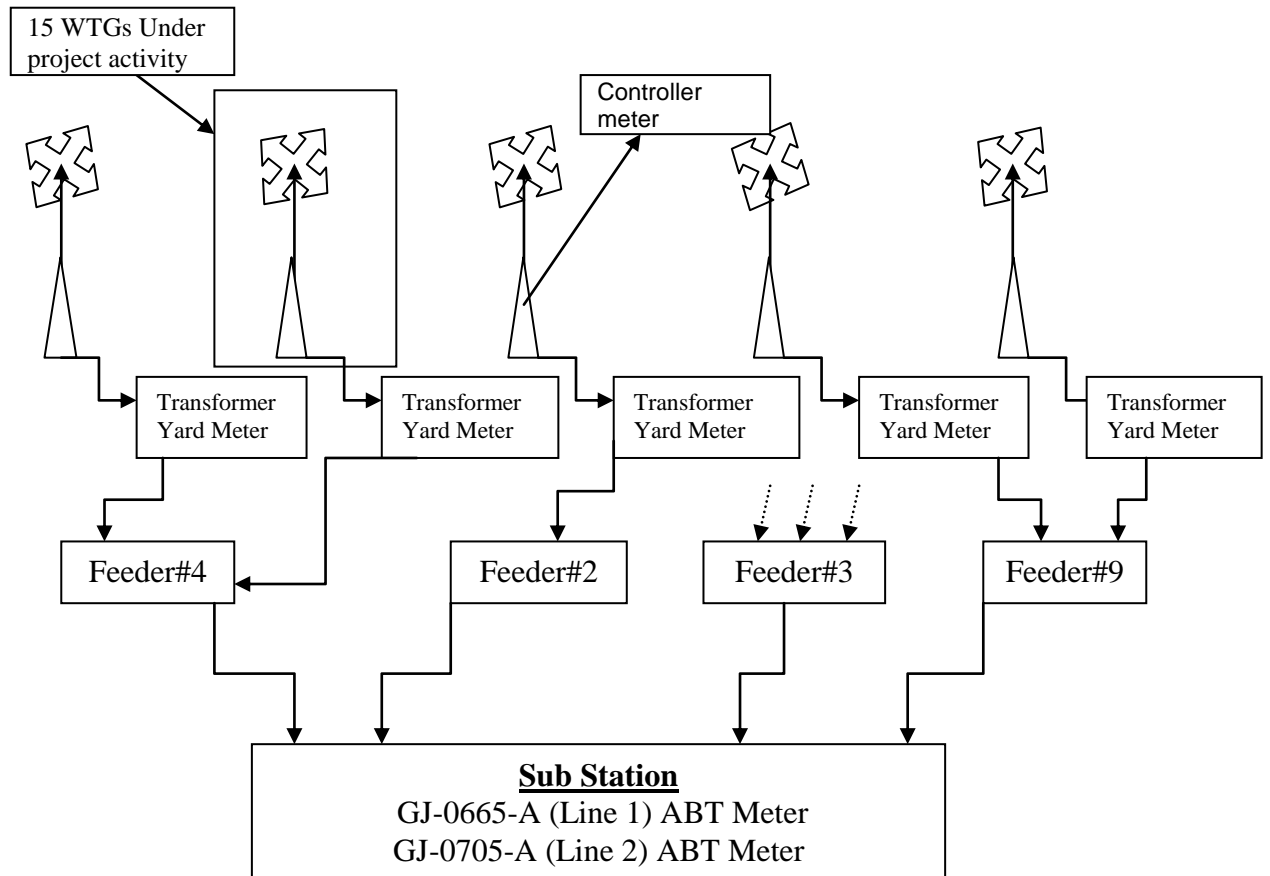 15 WTGs Under
project activity
Controller
meter
Transformer
Yard Meter
Transformer
Yard Meter
Transformer
Yard Meter
Transformer
Yard Meter
Transformer
Yard Meter
Feeder#4
Feeder#2
Feeder#3
Feeder#9
Sub Station
GJ-0665-A (Line 1) ABT Meter
GJ-0705-A (Line 2) ABT Meter